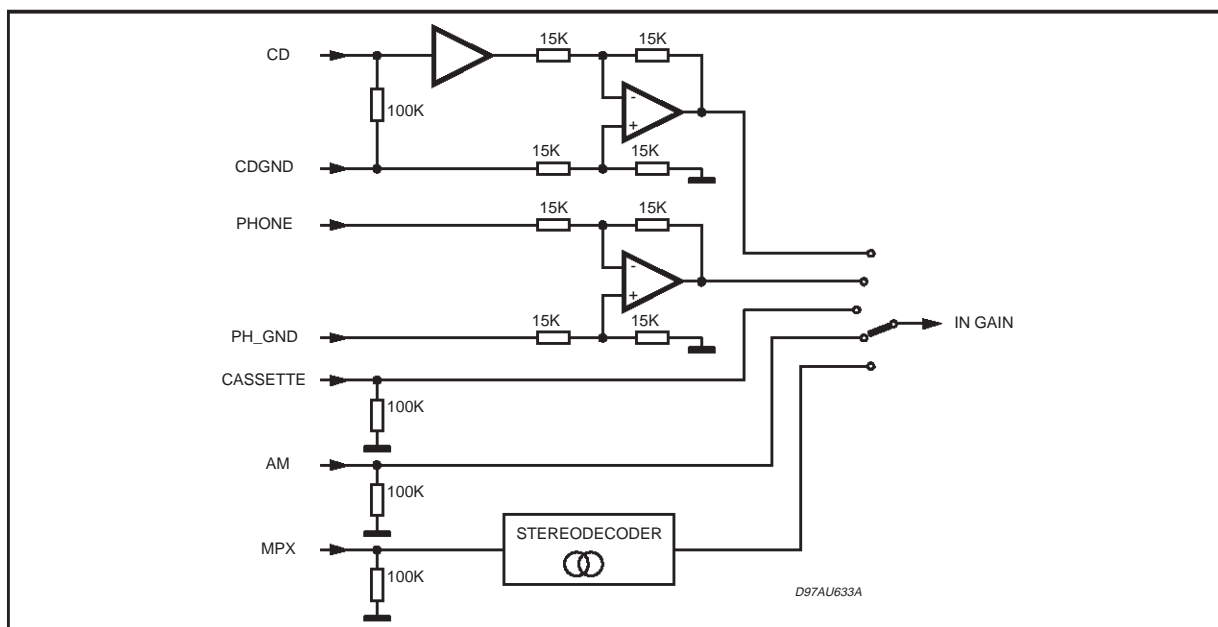 15K 15K
CD
-
100K
+
15K 15K
CDGND
15K 15K
PHONE
-
+
IN GAIN
15K 15K
PH_GND
CASSETTE
100K
AM
100K
STEREODECODER
MPX
100K
D97AU633A